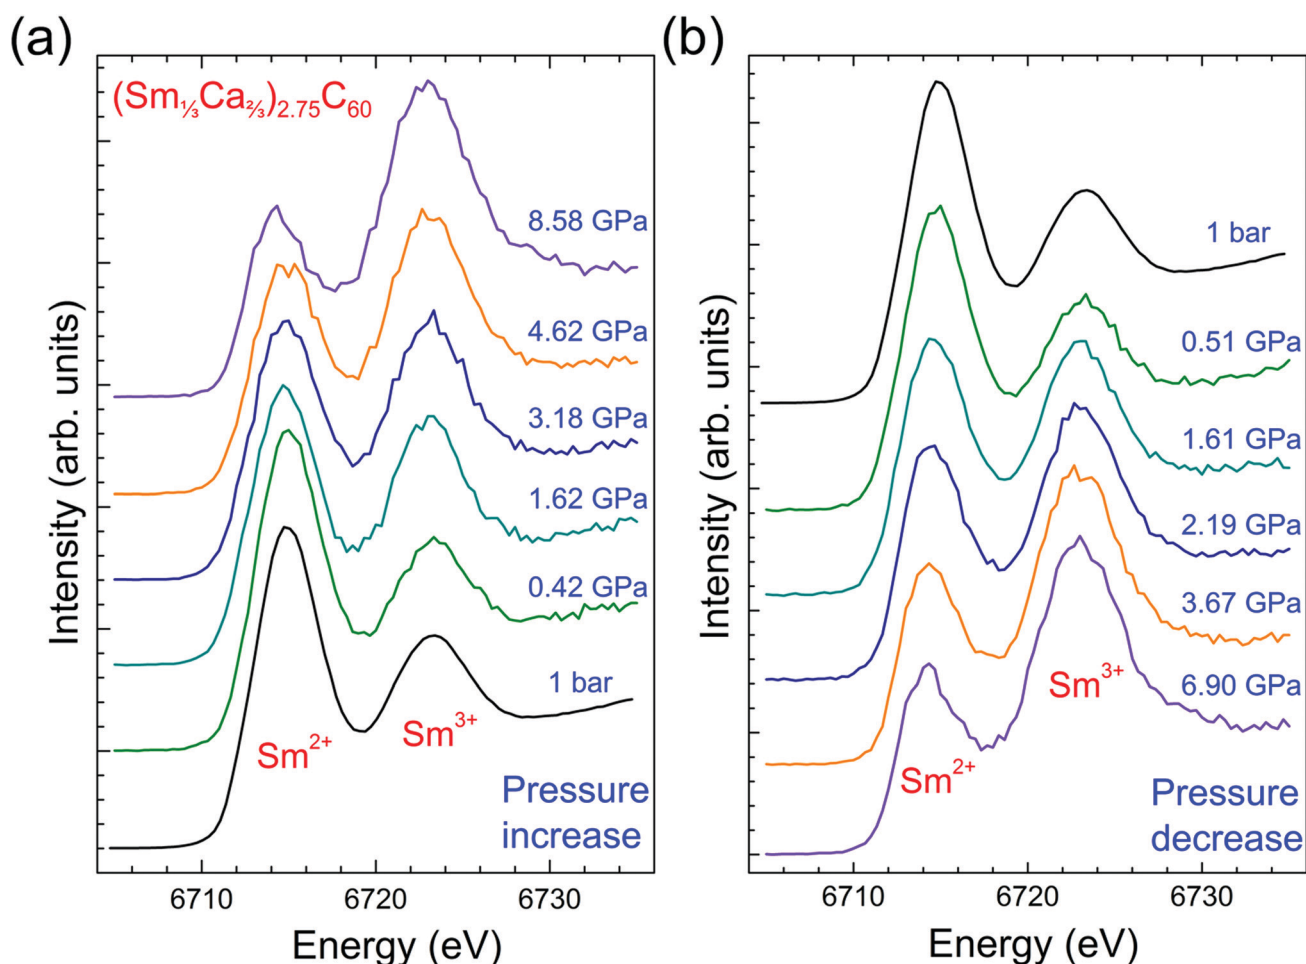 (a)
(Sm⅓Ca⅔)2.75C60
8.58 GPa
4.62 GPa
3.18 GPa
1.62 GPa
0.42 GPa
1 bar
Sm2+
Sm3+
Pressure
increase
6710
6720
6730
Energy (eV)
Intensity (arb. units)
(b)
1 bar
0.51 GPa
1.61 GPa
2.19 GPa
3.67 GPa
6.90 GPa
Sm3+
Sm2+
Pressure
decrease
6710
6720
6730
Energy (eV)
Intensity (arb. units)